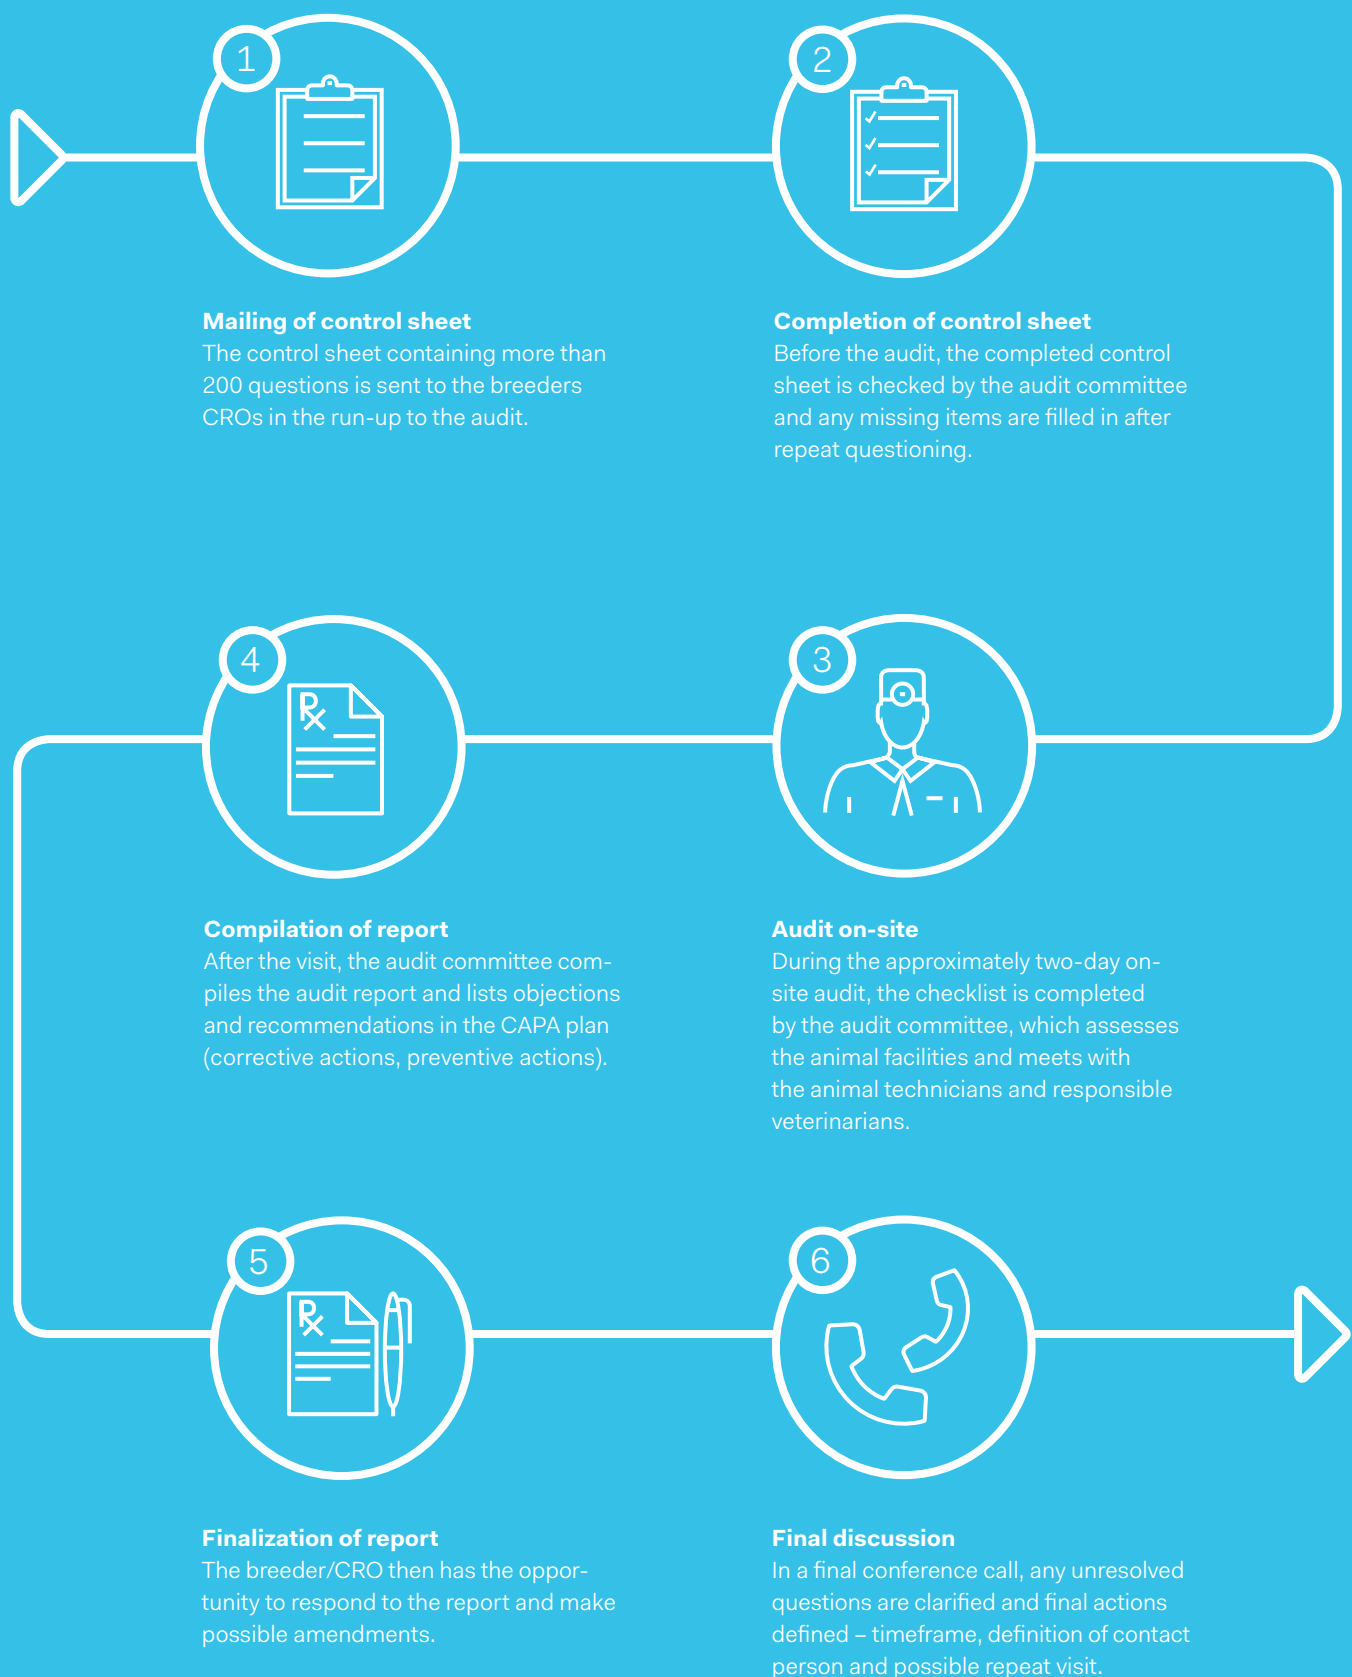 1
Mailing of control sheet
The control sheet containing more than
200 questions is sent to the breeders
CROs in the run-up to the audit.
2
Completion of control sheet
Before the audit, the completed control
sheet is checked by the audit committee
and any missing items are filled in after
repeat questioning.
3
Audit on-site
During the approximately two-day on-
site audit, the checklist is completed
by the audit committee, which assesses
the animal facilities and meets with
the animal technicians and responsible
veterinarians.
4
℞
Compilation of report
After the visit, the audit committee com-
piles the audit report and lists objections
and recommendations in the CAPA plan
(corrective actions, preventive actions).
5
℞
Finalization of report
The breeder/CRO then has the oppor-
tunity to respond to the report and make
possible amendments.
6
Final discussion
In a final conference call, any unresolved
questions are clarified and final actions
defined – timeframe, definition of contact
person and possible repeat visit.